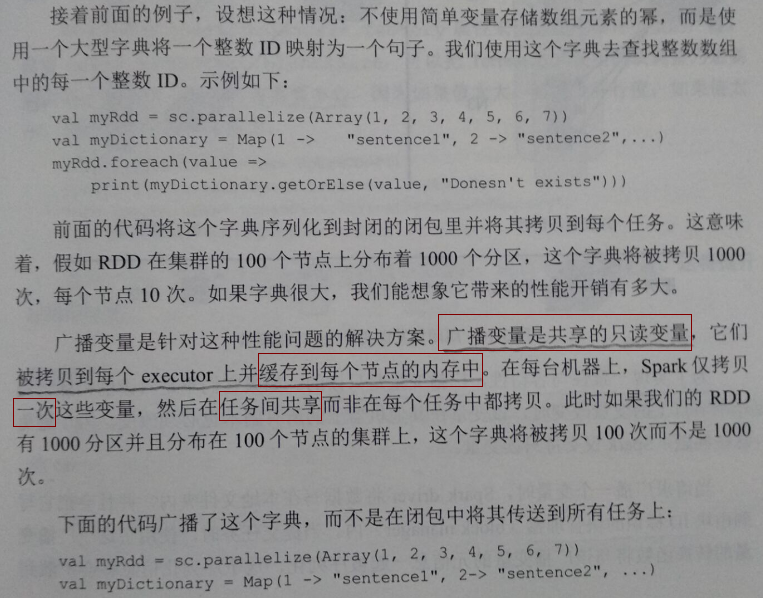 接着前面的例子，设想这种情况：不使用简单变量存储数组元素的幂，而是使
用一个大型字典将一个整数 ID 映射为一个句子。我们使用这个字典去查找整数数组
中的每一个整数 ID。示例如下：
val myRdd = sc.parallelize(Array(1, 2, 3, 4, 5, 6, 7))
val myDictionary = Map(1 -> "sentence1", 2 -> "sentence2",...)
myRdd.foreach(value =>
print(myDictionary.getOrElse(value, "Donesn't exists")))
前面的代码将这个字典序列化到封闭的闭包里并将其拷贝到每个任务。这意味
着，假如 RDD 在集群的 100 个节点上分布着 1000 个分区，这个字典将被拷贝 1000
次，每个节点 10 次。如果字典很大，我们能想象它带来的性能开销有多大。
广播变量是针对这种性能问题的解决方案。广播变量是共享的只读变量，它们
被拷贝到每个 executor 上并缓存到每个节点的内存中。在每台机器上，Spark 仅拷贝
一次这些变量，然后在任务间共享而非在每个任务中都拷贝。此时如果我们的 RDD
有 1000 分区并且分布在 100 个节点的集群上，这个字典将被拷贝 100 次而不是 1000
次。
下面的代码广播了这个字典，而不是在闭包中将其传送到所有任务上：
val myRdd = sc.parallelize(Array(1, 2, 3, 4, 5, 6, 7))
val myDictionary = Map(1 -> "sentence1", 2-> "sentence2", ...)